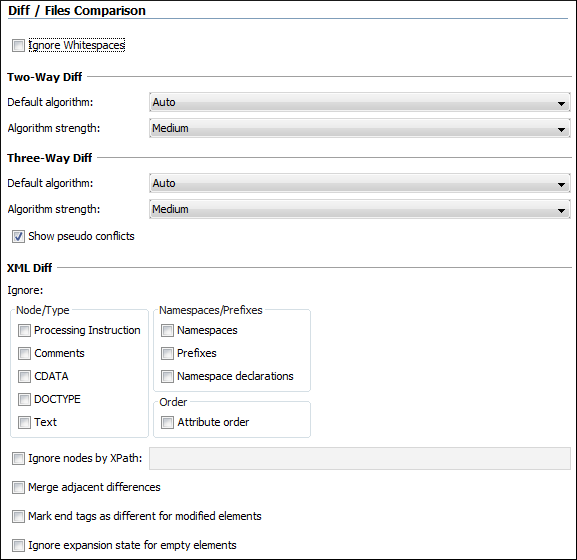 Diff / Files Comparison
Ignore Whitespaces
Two-Way Diff
Default algorithm: Auto
Algorithm strength: Medium
Three-Way Diff
Default algorithm: Auto
Algorithm strength: Medium
Show pseudo conflicts
XML Diff
Ignore:
Node/Type
Processing Instruction
Comments
CDATA
DOCTYPE
Text
Namespaces/Prefixes
Namespaces
Prefixes
Namespace declarations
Order
Attribute order
Ignore nodes by XPath:
Merge adjacent differences
Mark end tags as different for modified elements
Ignore expansion state for empty elements